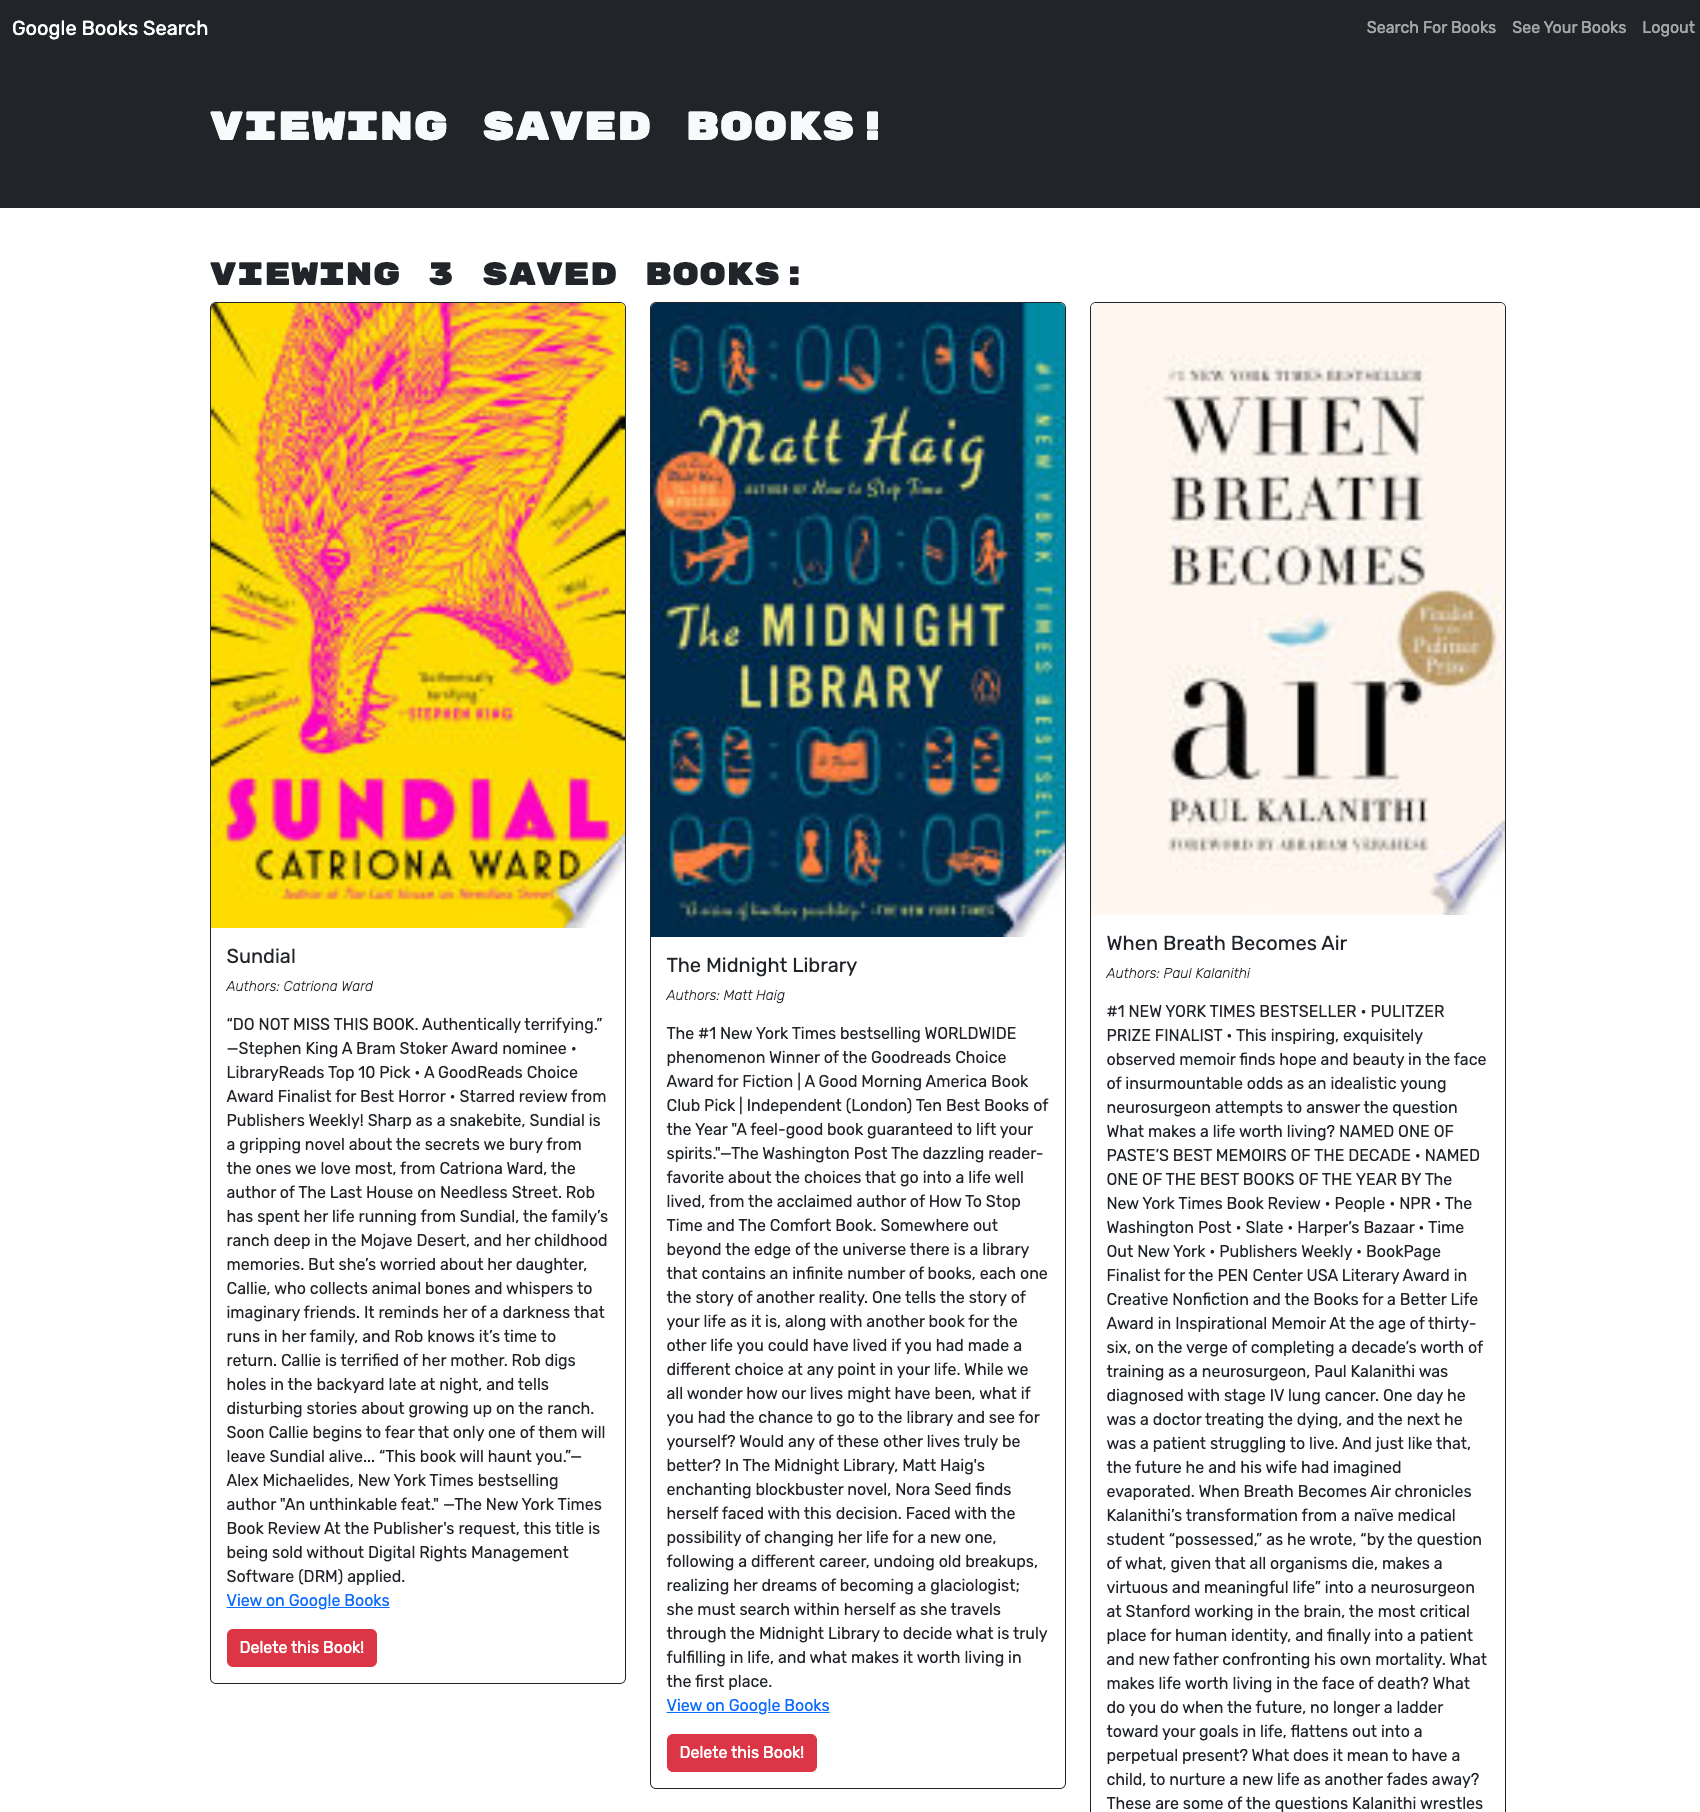 Google Books Search
Search For Books
See Your Books
Logout
VIEWING SAVED BOOKS!
VIEWING 3 SAVED BOOKS:
"Authentically
terrifying."
—STEPHEN KING
SUNDIAL
CATRIONA WARD
Author of The Last House on Needless Street
Sundial
Authors: Catriona Ward
“DO NOT MISS THIS BOOK. Authentically terrifying.”
—Stephen King A Bram Stoker Award nominee •
LibraryReads Top 10 Pick • A GoodReads Choice
Award Finalist for Best Horror • Starred review from
Publishers Weekly! Sharp as a snakebite, Sundial is
a gripping novel about the secrets we bury from
the ones we love most, from Catriona Ward, the
author of The Last House on Needless Street. Rob
has spent her life running from Sundial, the family’s
ranch deep in the Mojave Desert, and her childhood
memories. But she’s worried about her daughter,
Callie, who collects animal bones and whispers to
imaginary friends. It reminds her of a darkness that
runs in her family, and Rob knows it’s time to
return. Callie is terrified of her mother. Rob digs
holes in the backyard late at night, and tells
disturbing stories about growing up on the ranch.
Soon Callie begins to fear that only one of them will
leave Sundial alive... “This book will haunt you.”—
Alex Michaelides, New York Times bestselling
author "An unthinkable feat." —The New York Times
Book Review At the Publisher's request, this title is
being sold without Digital Rights Management
Software (DRM) applied.
View on Google Books
Delete this Book!
#1 NEW YORK TIMES BESTSELLE
Matt Haig
AUTHOR OF How to Stop Time
The MIDNIGHT
LIBRARY
A Novel
"A vision of limitless possibility." —THE NEW YORK TIMES
The Midnight Library
Authors: Matt Haig
The #1 New York Times bestselling WORLDWIDE
phenomenon Winner of the Goodreads Choice
Award for Fiction | A Good Morning America Book
Club Pick | Independent (London) Ten Best Books of
the Year "A feel-good book guaranteed to lift your
spirits."—The Washington Post The dazzling reader-
favorite about the choices that go into a life well
lived, from the acclaimed author of How To Stop
Time and The Comfort Book. Somewhere out
beyond the edge of the universe there is a library
that contains an infinite number of books, each one
the story of another reality. One tells the story of
your life as it is, along with another book for the
other life you could have lived if you had made a
different choice at any point in your life. While we
all wonder how our lives might have been, what if
you had the chance to go to the library and see for
yourself? Would any of these other lives truly be
better? In The Midnight Library, Matt Haig's
enchanting blockbuster novel, Nora Seed finds
herself faced with this decision. Faced with the
possibility of changing her life for a new one,
following a different career, undoing old breakups,
realizing her dreams of becoming a glaciologist;
she must search within herself as she travels
through the Midnight Library to decide what is truly
fulfilling in life, and what makes it worth living in
the first place.
View on Google Books
Delete this Book!
#1 NEW YORK TIMES BESTSELLER
WHEN
BREATH
BECOMES
Finalist
Pulitzer
Prize
air
PAUL KALANITHI
FOREWORD BY ABRAHAM VERGHESE
When Breath Becomes Air
Authors: Paul Kalanithi
#1 NEW YORK TIMES BESTSELLER • PULITZER
PRIZE FINALIST • This inspiring, exquisitely
observed memoir finds hope and beauty in the face
of insurmountable odds as an idealistic young
neurosurgeon attempts to answer the question
What makes a life worth living? NAMED ONE OF
PASTE’S BEST MEMOIRS OF THE DECADE • NAMED
ONE OF THE BEST BOOKS OF THE YEAR BY The
New York Times Book Review • People • NPR • The
Washington Post • Slate • Harper’s Bazaar • Time
Out New York • Publishers Weekly • BookPage
Finalist for the PEN Center USA Literary Award in
Creative Nonfiction and the Books for a Better Life
Award in Inspirational Memoir At the age of thirty-
six, on the verge of completing a decade’s worth of
training as a neurosurgeon, Paul Kalanithi was
diagnosed with stage IV lung cancer. One day he
was a doctor treating the dying, and the next he
was a patient struggling to live. And just like that,
the future he and his wife had imagined
evaporated. When Breath Becomes Air chronicles
Kalanithi’s transformation from a naïve medical
student “possessed,” as he wrote, “by the question
of what, given that all organisms die, makes a
virtuous and meaningful life” into a neurosurgeon
at Stanford working in the brain, the most critical
place for human identity, and finally into a patient
and new father confronting his own mortality. What
makes life worth living in the face of death? What
do you do when the future, no longer a ladder
toward your goals in life, flattens out into a
perpetual present? What does it mean to have a
child, to nurture a new life as another fades away?
These are some of the questions Kalanithi wrestles